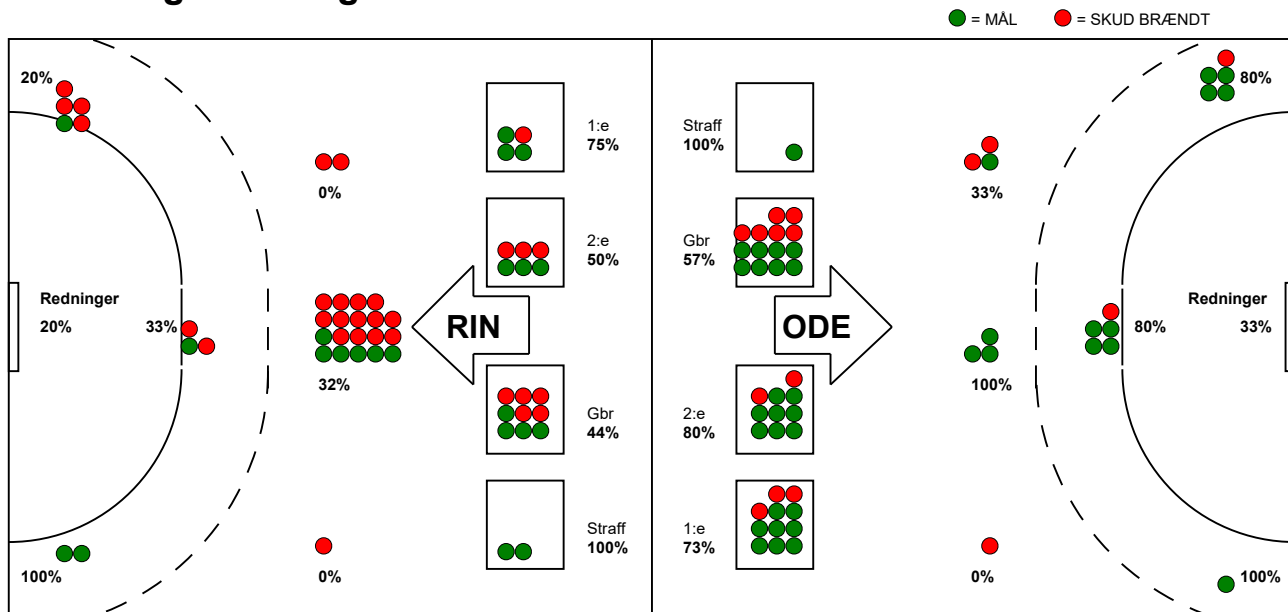 = MÅL
= SKUD BRÆNDT
20%
80%
1:e
75%
Straff
100%
0%
33%
2:e
50%
Gbr
57%
Redninger
20%
33%
RIN
ODE
80%
Redninger
33%
32%
100%
Gbr
44%
2:e
80%
Straff
100%
1:e
73%
100%
0%
0%
100%